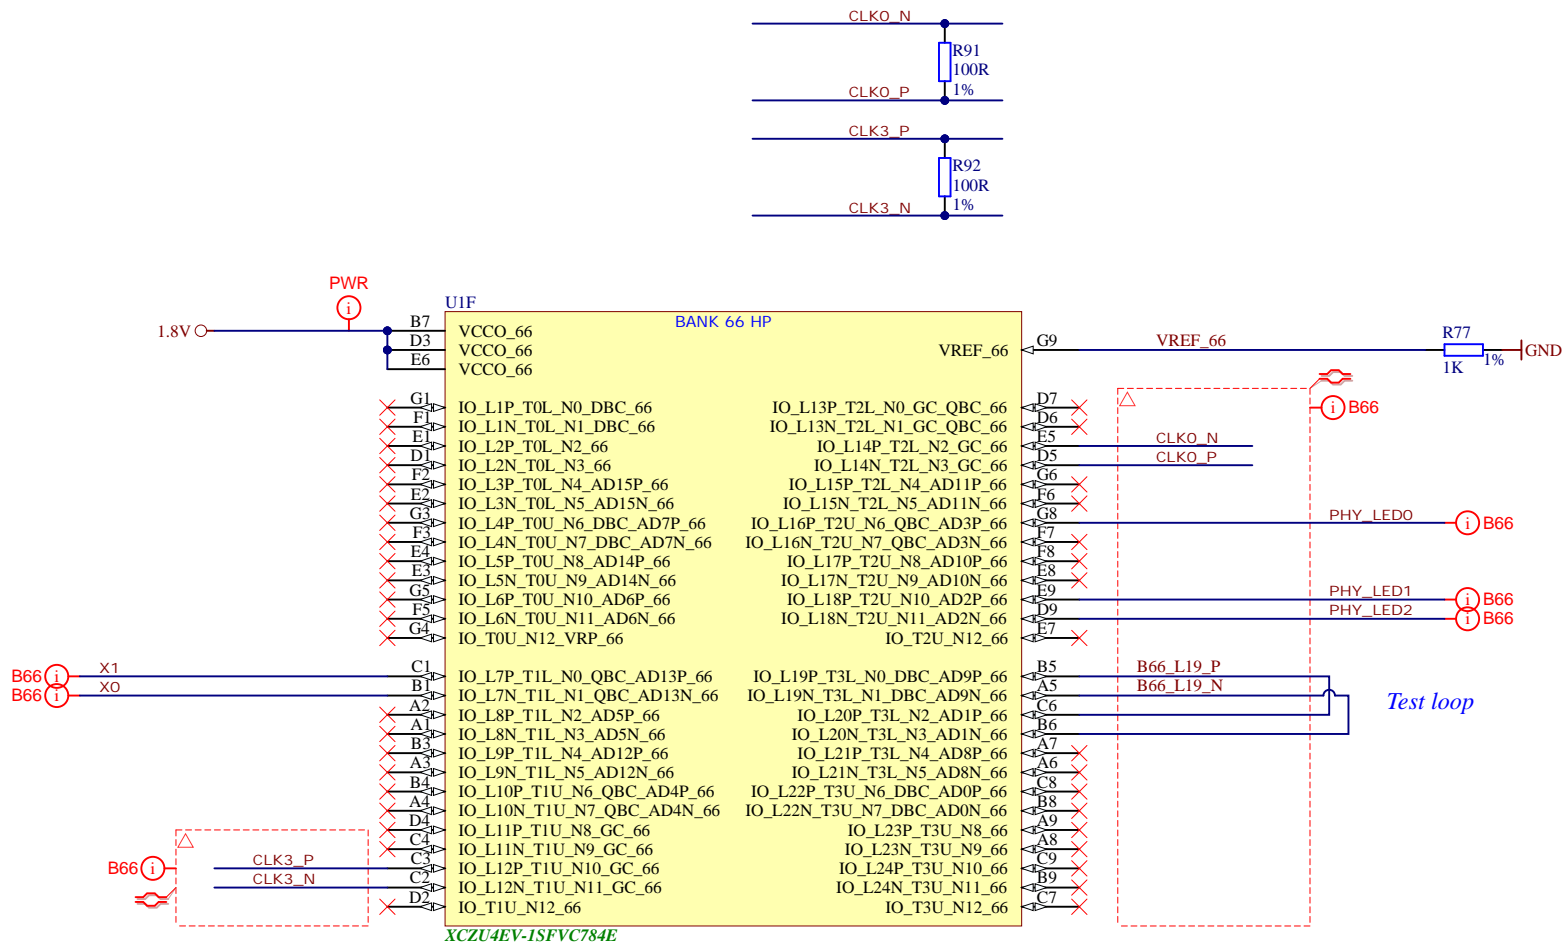 CLK0_N
R91
100R
1%
CLK0_P
CLK3_P
R92
100R
1%
CLK3_N
PWR
i
U1F
BANK 66 HP
1.8V
B7 VCCO_66
D3 VCCO_66
E6 VCCO_66
VREF_66 G9 VREF_66 R77 1K 1% GND
G1 IO_L1P_T0L_N0_DBC_66
F1 IO_L1N_T0L_N1_DBC_66
E1 IO_L2P_T0L_N2_66
D1 IO_L2N_T0L_N3_66
F2 IO_L3P_T0L_N4_AD15P_66
E2 IO_L3N_T0L_N5_AD15N_66
G3 IO_L4P_T0U_N6_DBC_AD7P_66
F3 IO_L4N_T0U_N7_DBC_AD7N_66
E4 IO_L5P_T0U_N8_AD14P_66
E3 IO_L5N_T0U_N9_AD14N_66
G5 IO_L6P_T0U_N10_AD6P_66
F5 IO_L6N_T0U_N11_AD6N_66
G4 IO_T0U_N12_VRP_66
B66 i X1 C1 IO_L7P_T1L_N0_QBC_AD13P_66
B66 i X0 B1 IO_L7N_T1L_N1_QBC_AD13N_66
A2 IO_L8P_T1L_N2_AD5P_66
A1 IO_L8N_T1L_N3_AD5N_66
B3 IO_L9P_T1L_N4_AD12P_66
A3 IO_L9N_T1L_N5_AD12N_66
B4 IO_L10P_T1U_N6_QBC_AD4P_66
A4 IO_L10N_T1U_N7_QBC_AD4N_66
D4 IO_L11P_T1U_N8_GC_66
C4 IO_L11N_T1U_N9_GC_66
B66 i CLK3_P C3 IO_L12P_T1U_N10_GC_66
CLK3_N C2 IO_L12N_T1U_N11_GC_66
D2 IO_T1U_N12_66
IO_L13P_T2L_N0_GC_QBC_66 D7 i B66
IO_L13N_T2L_N1_GC_QBC_66 D6
IO_L14P_T2L_N2_GC_66 E5 CLK0_N
IO_L14N_T2L_N3_GC_66 D5 CLK0_P
IO_L15P_T2L_N4_AD11P_66 G6
IO_L15N_T2L_N5_AD11N_66 F6
IO_L16P_T2U_N6_QBC_AD3P_66 G8 PHY_LED0 i B66
IO_L16N_T2U_N7_QBC_AD3N_66 F7
IO_L17P_T2U_N8_AD10P_66 F8
IO_L17N_T2U_N9_AD10N_66 E8
IO_L18P_T2U_N10_AD2P_66 E9 PHY_LED1 i B66
IO_L18N_T2U_N11_AD2N_66 D9 PHY_LED2 i B66
IO_T2U_N12_66 E7
IO_L19P_T3L_N0_DBC_AD9P_66 B5 B66_L19_P
IO_L19N_T3L_N1_DBC_AD9N_66 A5 B66_L19_N
Test loop
IO_L20P_T3L_N2_AD1P_66 C6
IO_L20N_T3L_N3_AD1N_66 B6
IO_L21P_T3L_N4_AD8P_66 A7
IO_L21N_T3L_N5_AD8N_66 A6
IO_L22P_T3U_N6_DBC_AD0P_66 C8
IO_L22N_T3U_N7_DBC_AD0N_66 B8
IO_L23P_T3U_N8_66 A9
IO_L23N_T3U_N9_66 A8
IO_L24P_T3U_N10_66 C9
IO_L24N_T3U_N11_66 B9
IO_T3U_N12_66 C7
XCZU4EV-1SFVC784E